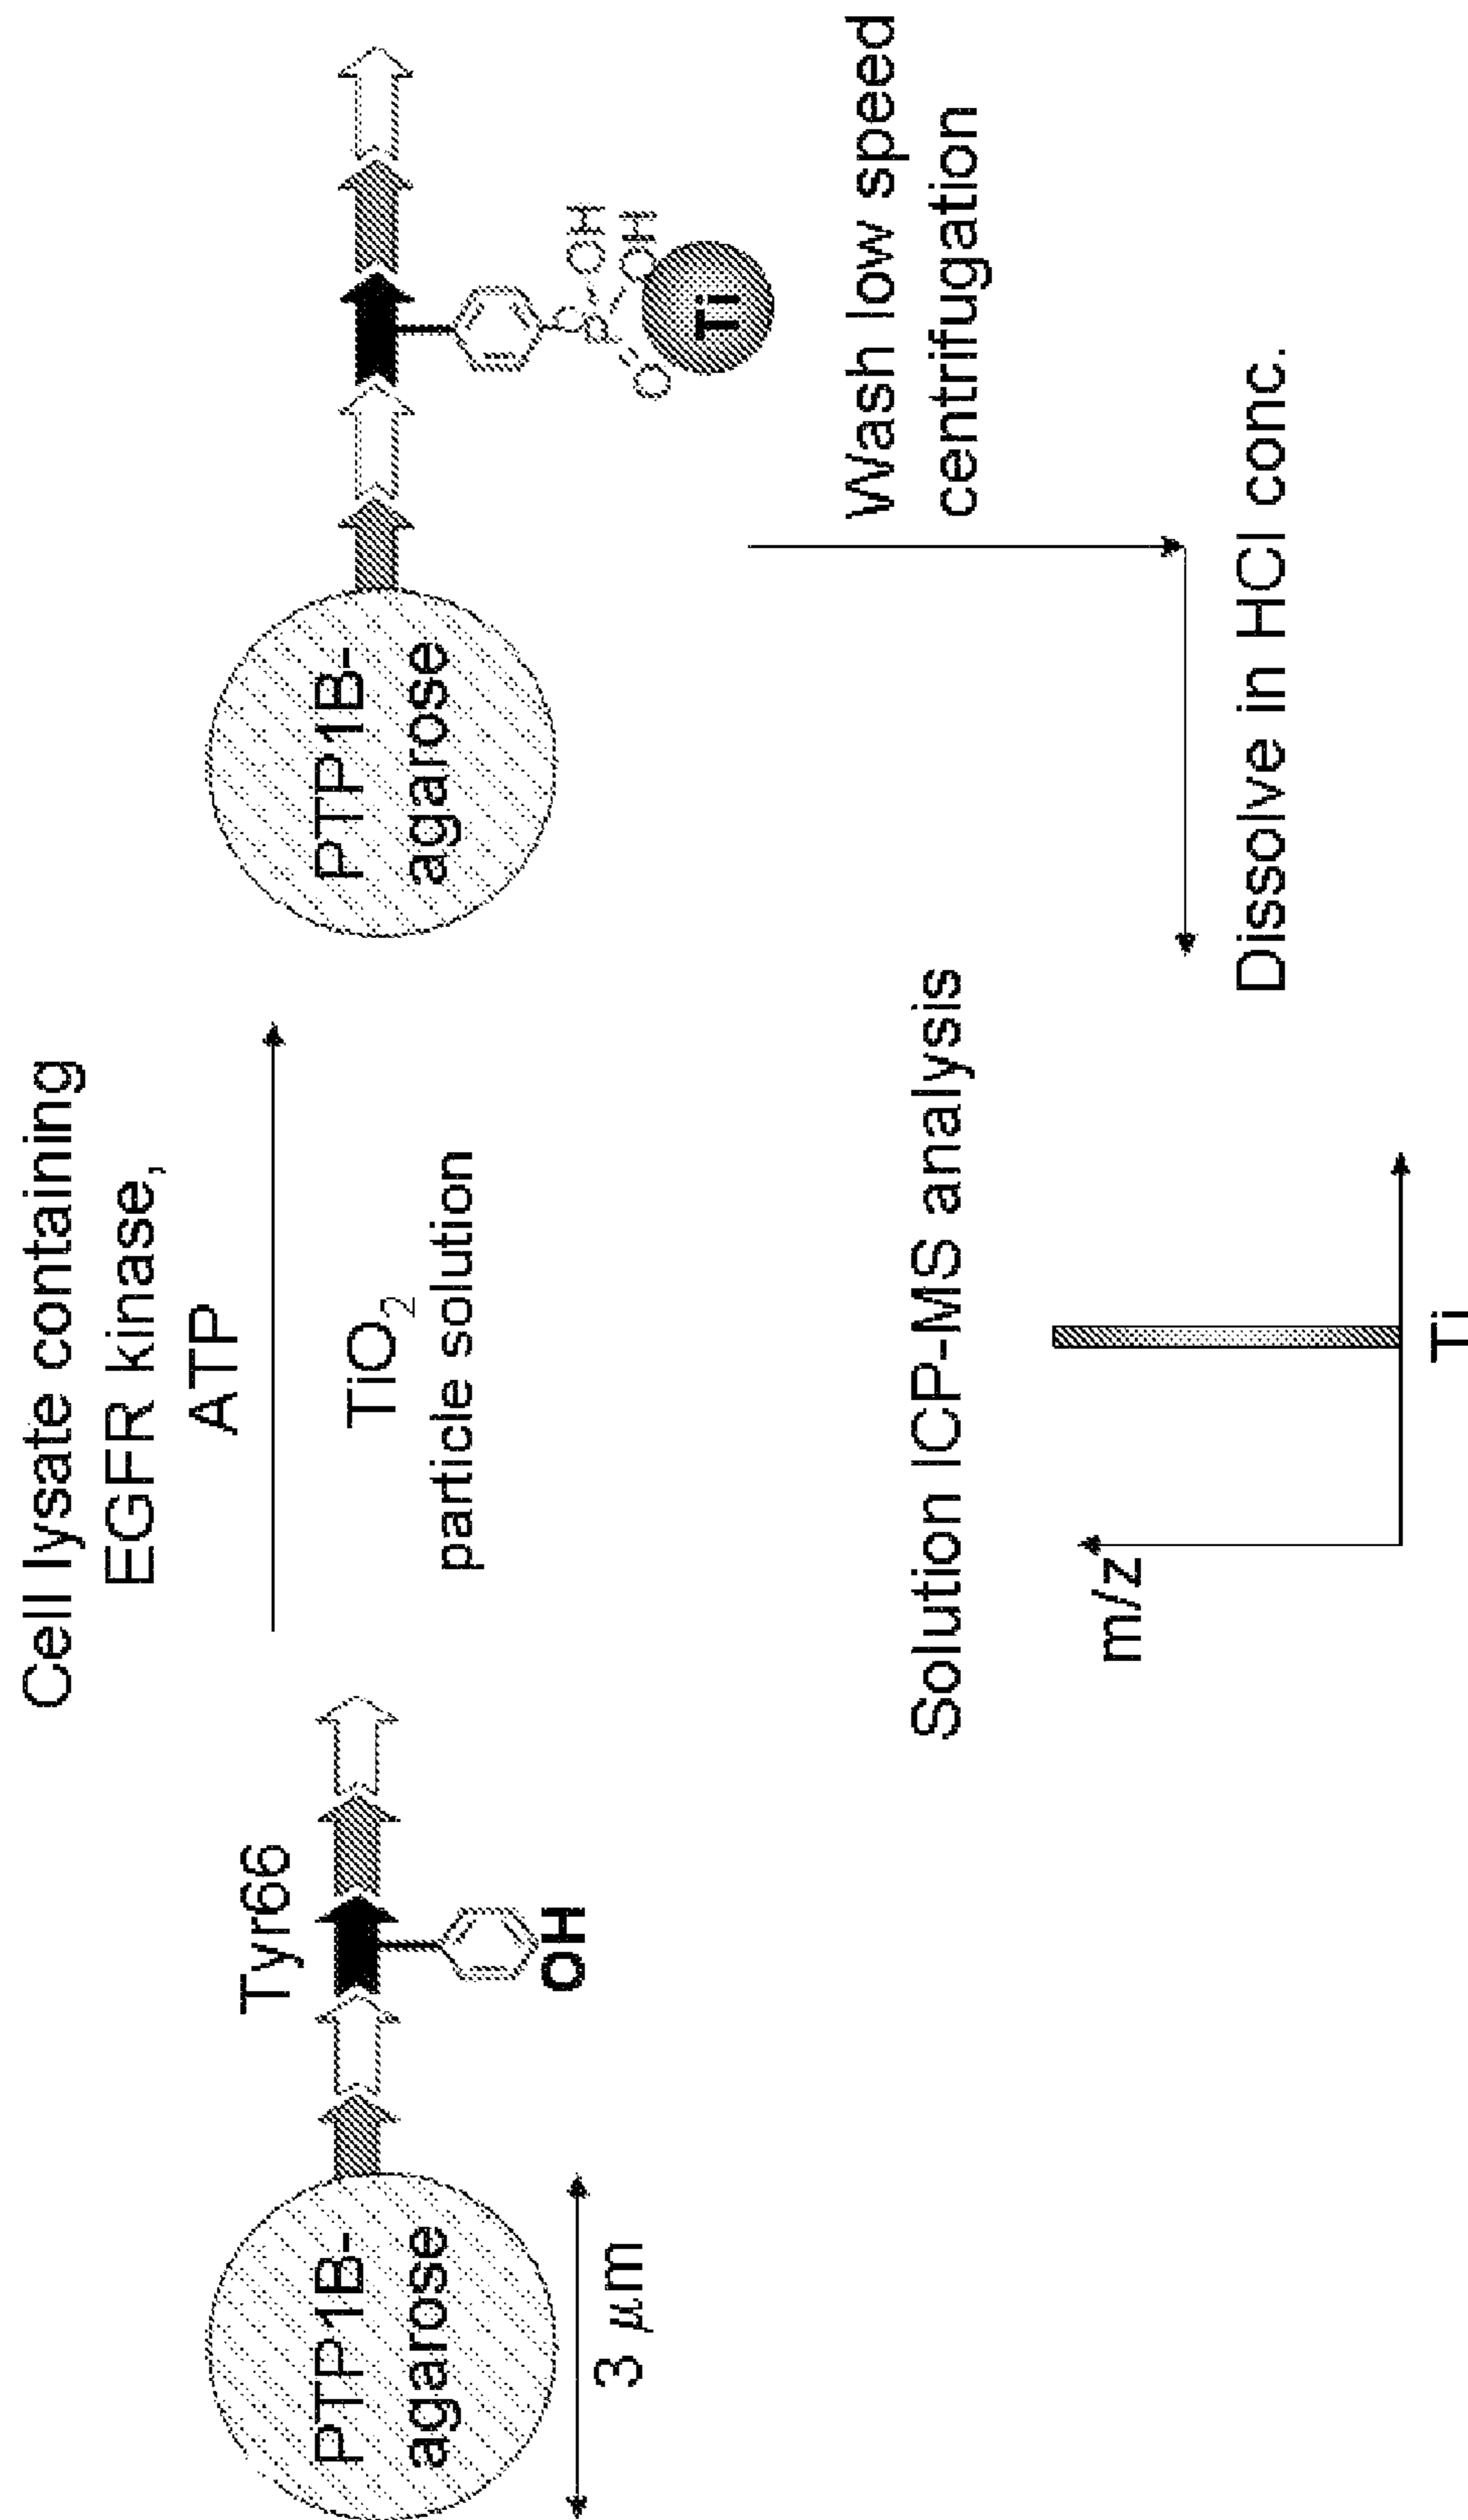 Cell lysate containing
EGFR kinase,
ATP
TiO2
particle solution
Tyr66
PTP1B-
agarose
OH
3 μm
PTP1B-
agarose
O
P
OH
OH
O
Ti
Wash low speed
centrifugation
Dissolve in HCl conc.
Solution ICP-MS analysis
m/z
Ti